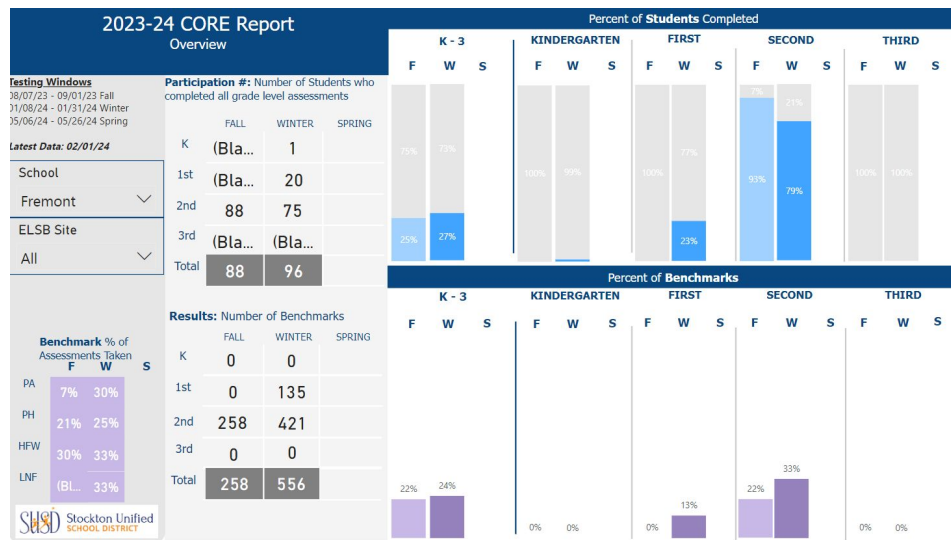 2023-24 CORE Report
Overview
Testing Windows
08/07/23 - 09/01/23 Fall
01/08/24 - 01/31/24 Winter
05/06/24 - 05/26/24 Spring
Latest Data: 02/01/24
School
Fremont
ELSB Site
All
Benchmark % of
Assessments Taken
F W S
PA 7% 30%
PH 21% 25%
HFW 30% 33%
LNF (Bl... 33%
SUSD Stockton Unified
SCHOOL DISTRICT
Participation #: Number of Students who
completed all grade level assessments
FALL WINTER SPRING
K (Bla... 1
1st (Bla... 20
2nd 88 75
3rd (Bla... (Bla...
Total 88 96
Results: Number of Benchmarks
FALL WINTER SPRING
K 0 0
1st 0 135
2nd 258 421
3rd 0 0
Total 258 556
Percent of Students Completed
K - 3 KINDERGARTEN FIRST SECOND THIRD
F W S F W S F W S F W S F W S
7% 21%
75% 73% 100% 99% 100% 77% 93% 79% 100% 100%
25% 27% 23%
Percent of Benchmarks
K - 3 KINDERGARTEN FIRST SECOND THIRD
F W S F W S F W S F W S F W S
22% 24% 0% 0% 0% 13% 22% 33% 0% 0%